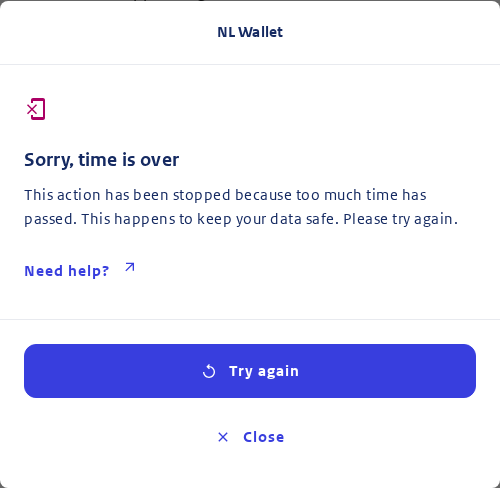 NL Wallet
Sorry, time is over
This action has been stopped because too much time has
passed. This happens to keep your data safe. Please try again.
Need help?
Try again
Close